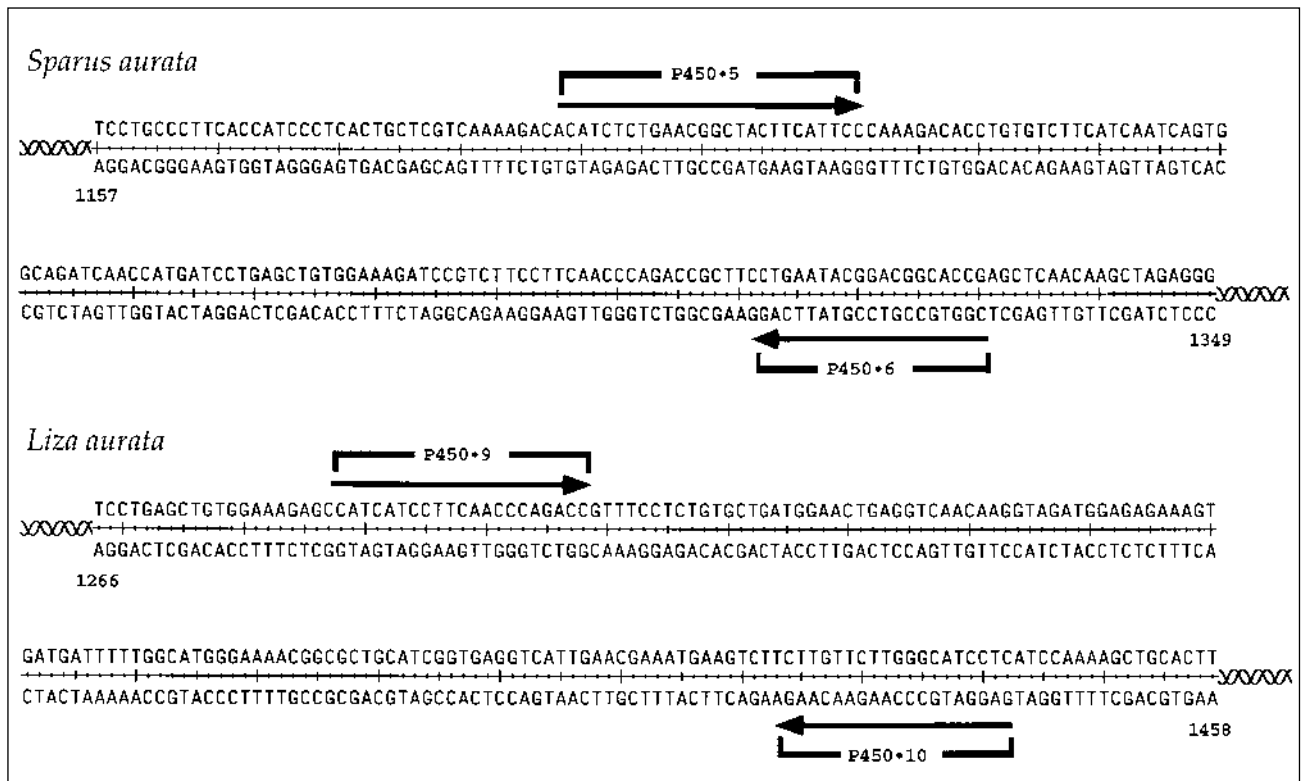 Sparus aurata
P450•5
TCCTGCCCTTCACCATCCCTCACTGCTCGTCAAAAGACACATCTCTGAACGGCTACTTCATTCCCAAAGACACCTGTGTCTTCATCAATCAGTG
AGGACGGGAAGTGGTAGGGAGTGACGAGCAGTTTTCTGTGTAGAGACTTGCCGATGAAGTAAGGGTTTCTGTGGACACAGAAGTAGTTAGTCAC
1157
GCAGATCAACCATGATCCTGAGCTGTGGAAAGATCCGTCTTCCTTCAACCCAGACCGCTTCCTGAATACGGACGGCACCGAGCTCAACAAGCTAGAGGG
CGTCTAGTTGGTACTAGGACTCGACACCTTTCTAGGCAGAAGGAAGTTGGGTCTGGCGAAGGACTTATGCCTGCCGTGGCTCGAGTTGTTCGATCTCCC
1349
P450•6
Liza aurata
P450•9
TCCTGAGCTGTGGAAAGAGCCATCATCCTTCAACCCAGACCGTTTCCTCTGTGCTGATGGAACTGAGGTCAACAAGGTAGATGGAGAGAAAGT
AGGACTCGACACCTTTCTCGGTAGTAGGAAGTTGGGTCTGGCAAAGGAGACACGACTACCTTGACTCCAGTTGTTCCATCTACCTCTCTTTCA
1266
GATGATTTTTGGCATGGGAAAACGGCGCTGCATCGGTGAGGTCATTGAACGAAATGAAGTCTTCTTGTTCTTGGGCATCCTCATCCAAAAGCTGCACTT
CTACTAAAAACCGTACCCTTTTGCCGCGACGTAGCCACTCCAGTAACTTGCTTTACTTCAGAAGAACAAGAACCCGTAGGAGTAGGTTTTCGACGTGAA
1458
P450•10